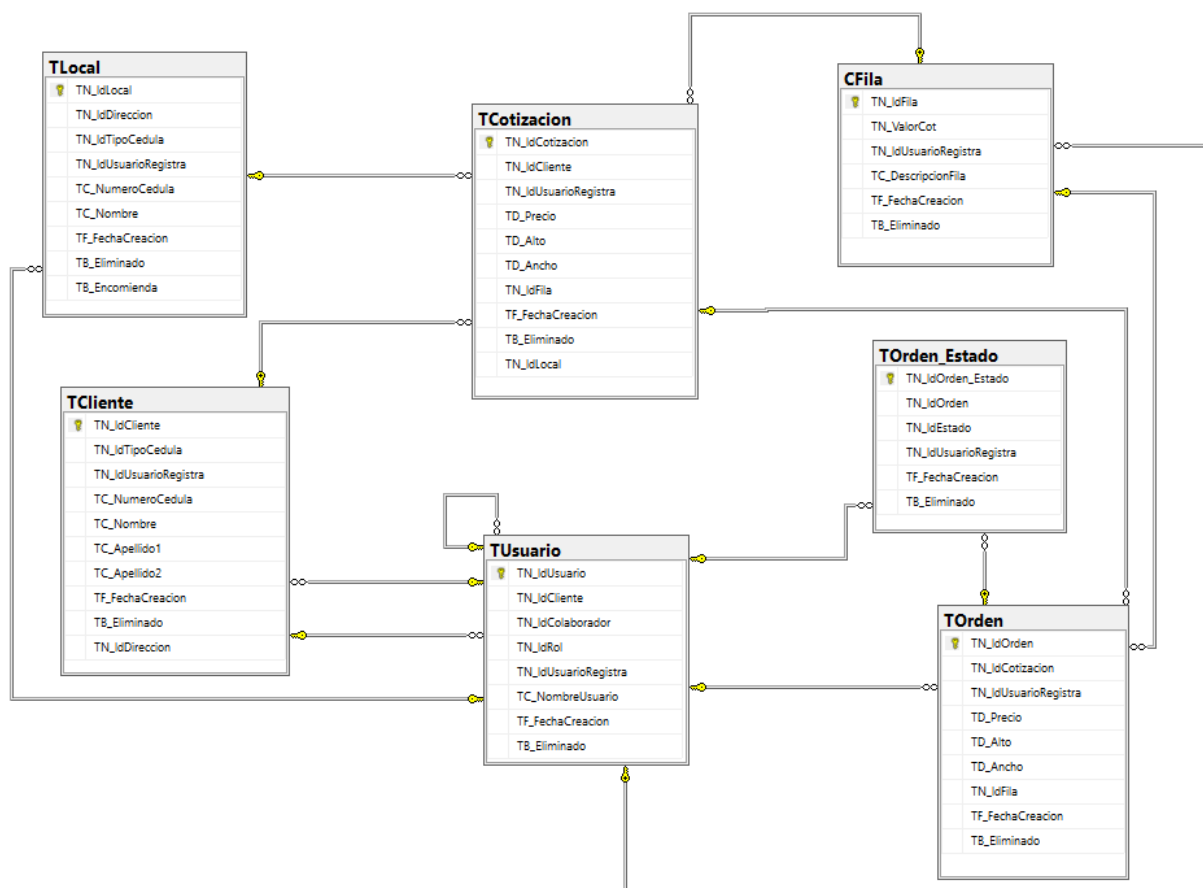 TLocal
TN_IdLocal
TN_IdDireccion
TN_IdTipoCedula
TN_IdUsuarioRegistra
TC_NumeroCedula
TC_Nombre
TF_FechaCreacion
TB_Eliminado
TB_Encomienda
TCotizacion
TN_IdCotizacion
TN_IdCliente
TN_IdUsuarioRegistra
TD_Precio
TD_Alto
TD_Ancho
TN_IdFila
TF_FechaCreacion
TB_Eliminado
TN_IdLocal
CFila
TN_IdFila
TN_ValorCot
TN_IdUsuarioRegistra
TC_DescripcionFila
TF_FechaCreacion
TB_Eliminado
TCliente
TN_IdCliente
TN_IdTipoCedula
TN_IdUsuarioRegistra
TC_NumeroCedula
TC_Nombre
TC_Apellido1
TC_Apellido2
TF_FechaCreacion
TB_Eliminado
TN_IdDireccion
TOrden_Estado
TN_IdOrden_Estado
TN_IdOrden
TN_IdEstado
TN_IdUsuarioRegistra
TF_FechaCreacion
TB_Eliminado
TUsuario
TN_IdUsuario
TN_IdCliente
TN_IdColaborador
TN_IdRol
TN_IdUsuarioRegistra
TC_NombreUsuario
TF_FechaCreacion
TB_Eliminado
TOrden
TN_IdOrden
TN_IdCotizacion
TN_IdUsuarioRegistra
TD_Precio
TD_Alto
TD_Ancho
TN_IdFila
TF_FechaCreacion
TB_Eliminado